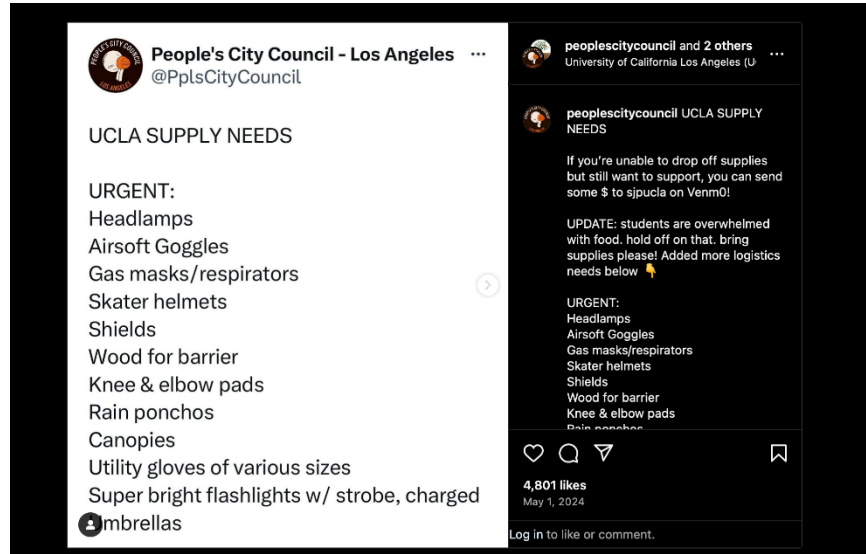 People's City Council - Los Angeles
@PplsCityCouncil
UCLA SUPPLY NEEDS
URGENT:
Headlamps
Airsoft Goggles
Gas masks/respirators
Skater helmets
Shields
Wood for barrier
Knee & elbow pads
Rain ponchos
Canopies
Utility gloves of various sizes
Super bright flashlights w/ strobe, charged
Umbrellas
peoplescitycouncil and 2 others
University of California Los Angeles (U
peoplescitycouncil UCLA SUPPLY
NEEDS
If you're unable to drop off supplies
but still want to support, you can send
some $ to sjpucla on Venm0!
UPDATE: students are overwhelmed
with food. hold off on that. bring
supplies please! Added more logistics
needs below 👇
URGENT:
Headlamps
Airsoft Goggles
Gas masks/respirators
Skater helmets
Shields
Wood for barrier
Knee & elbow pads
Rain ponchos
4,801 likes
May 1, 2024
Log in to like or comment.